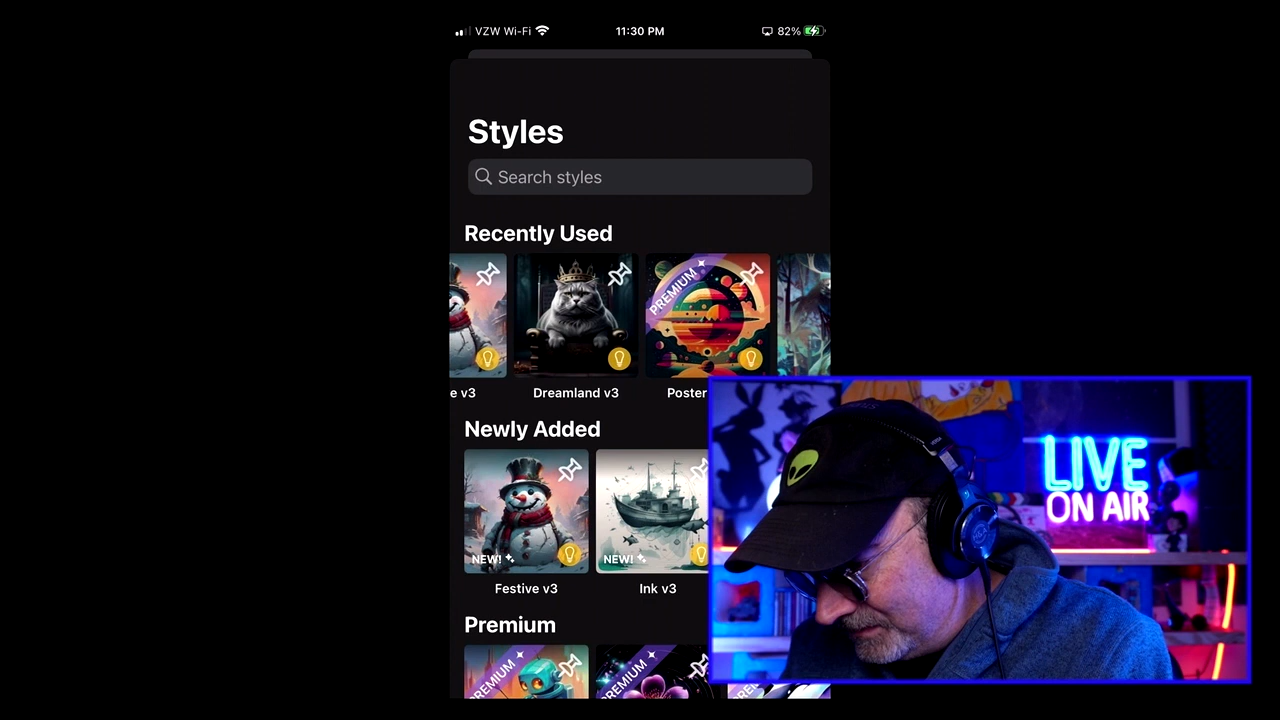 VZW Wi-Fi 11:30 PM 82%
Styles
Search styles
Recently Used
PREMIUM
e v3 Dreamland v3 Poster
Newly Added
LIVE
ON AIR
NEW! NEW!
Festive v3 Ink v3
Premium
PREMIUM PREMIUM